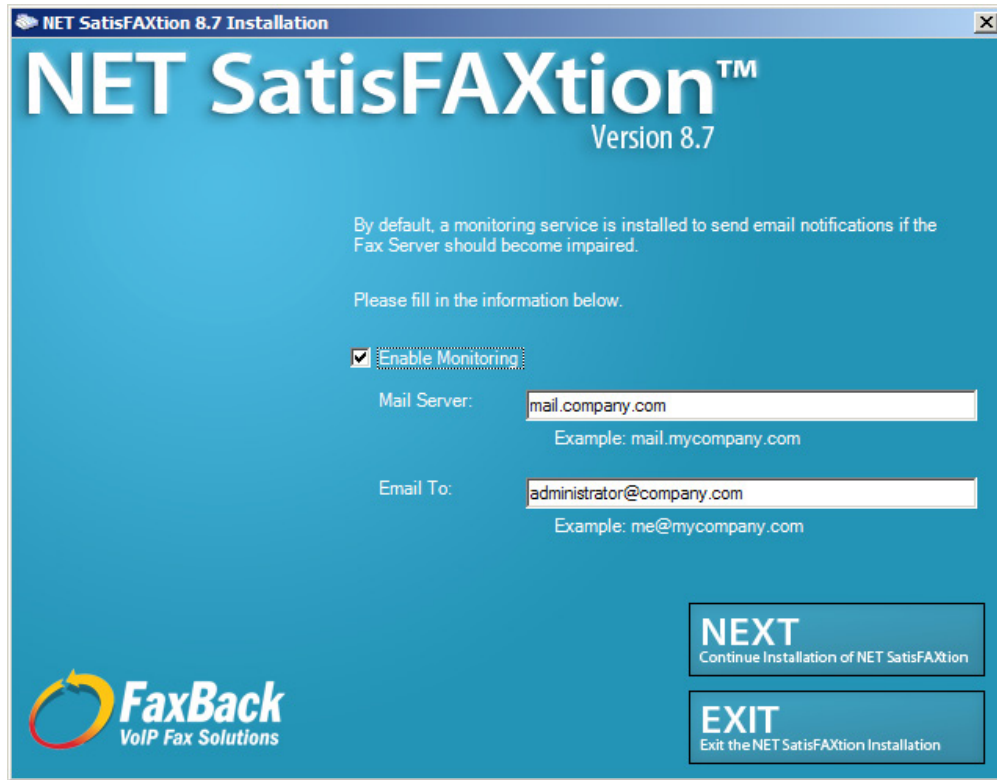 NET SatisFAXtion 8.7 Installation
NET SatisFAXtion™
Version 8.7
By default, a monitoring service is installed to send email notifications if the
Fax Server should become impaired.
Please fill in the information below.
Enable Monitoring
Mail Server:
mail.company.com
Example: mail.mycompany.com
Email To:
administrator@company.com
Example: me@mycompany.com
NEXT
Continue Installation of NET SatisFAXtion
EXIT
Exit the NET SatisFAXtion Installation
FaxBack
VoIP Fax Solutions